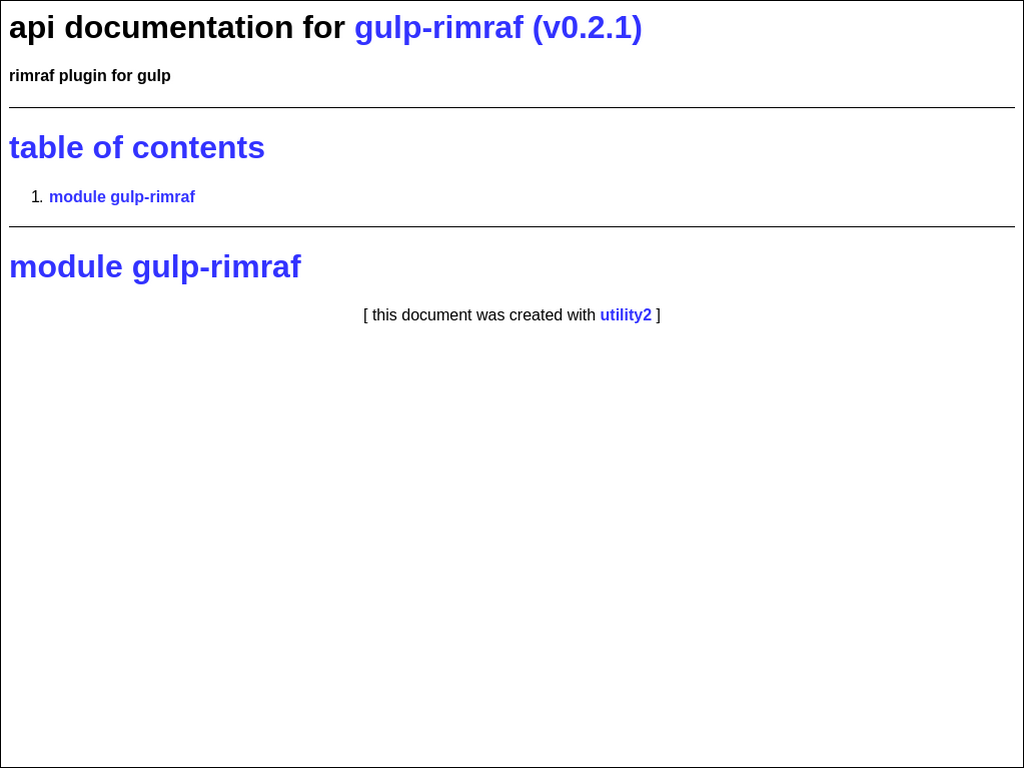 api documentation for gulp-rimraf (v0.2.1)
rimraf plugin for gulp
table of contents
1. module gulp-rimraf
module gulp-rimraf
[ this document was created with utility2 ]